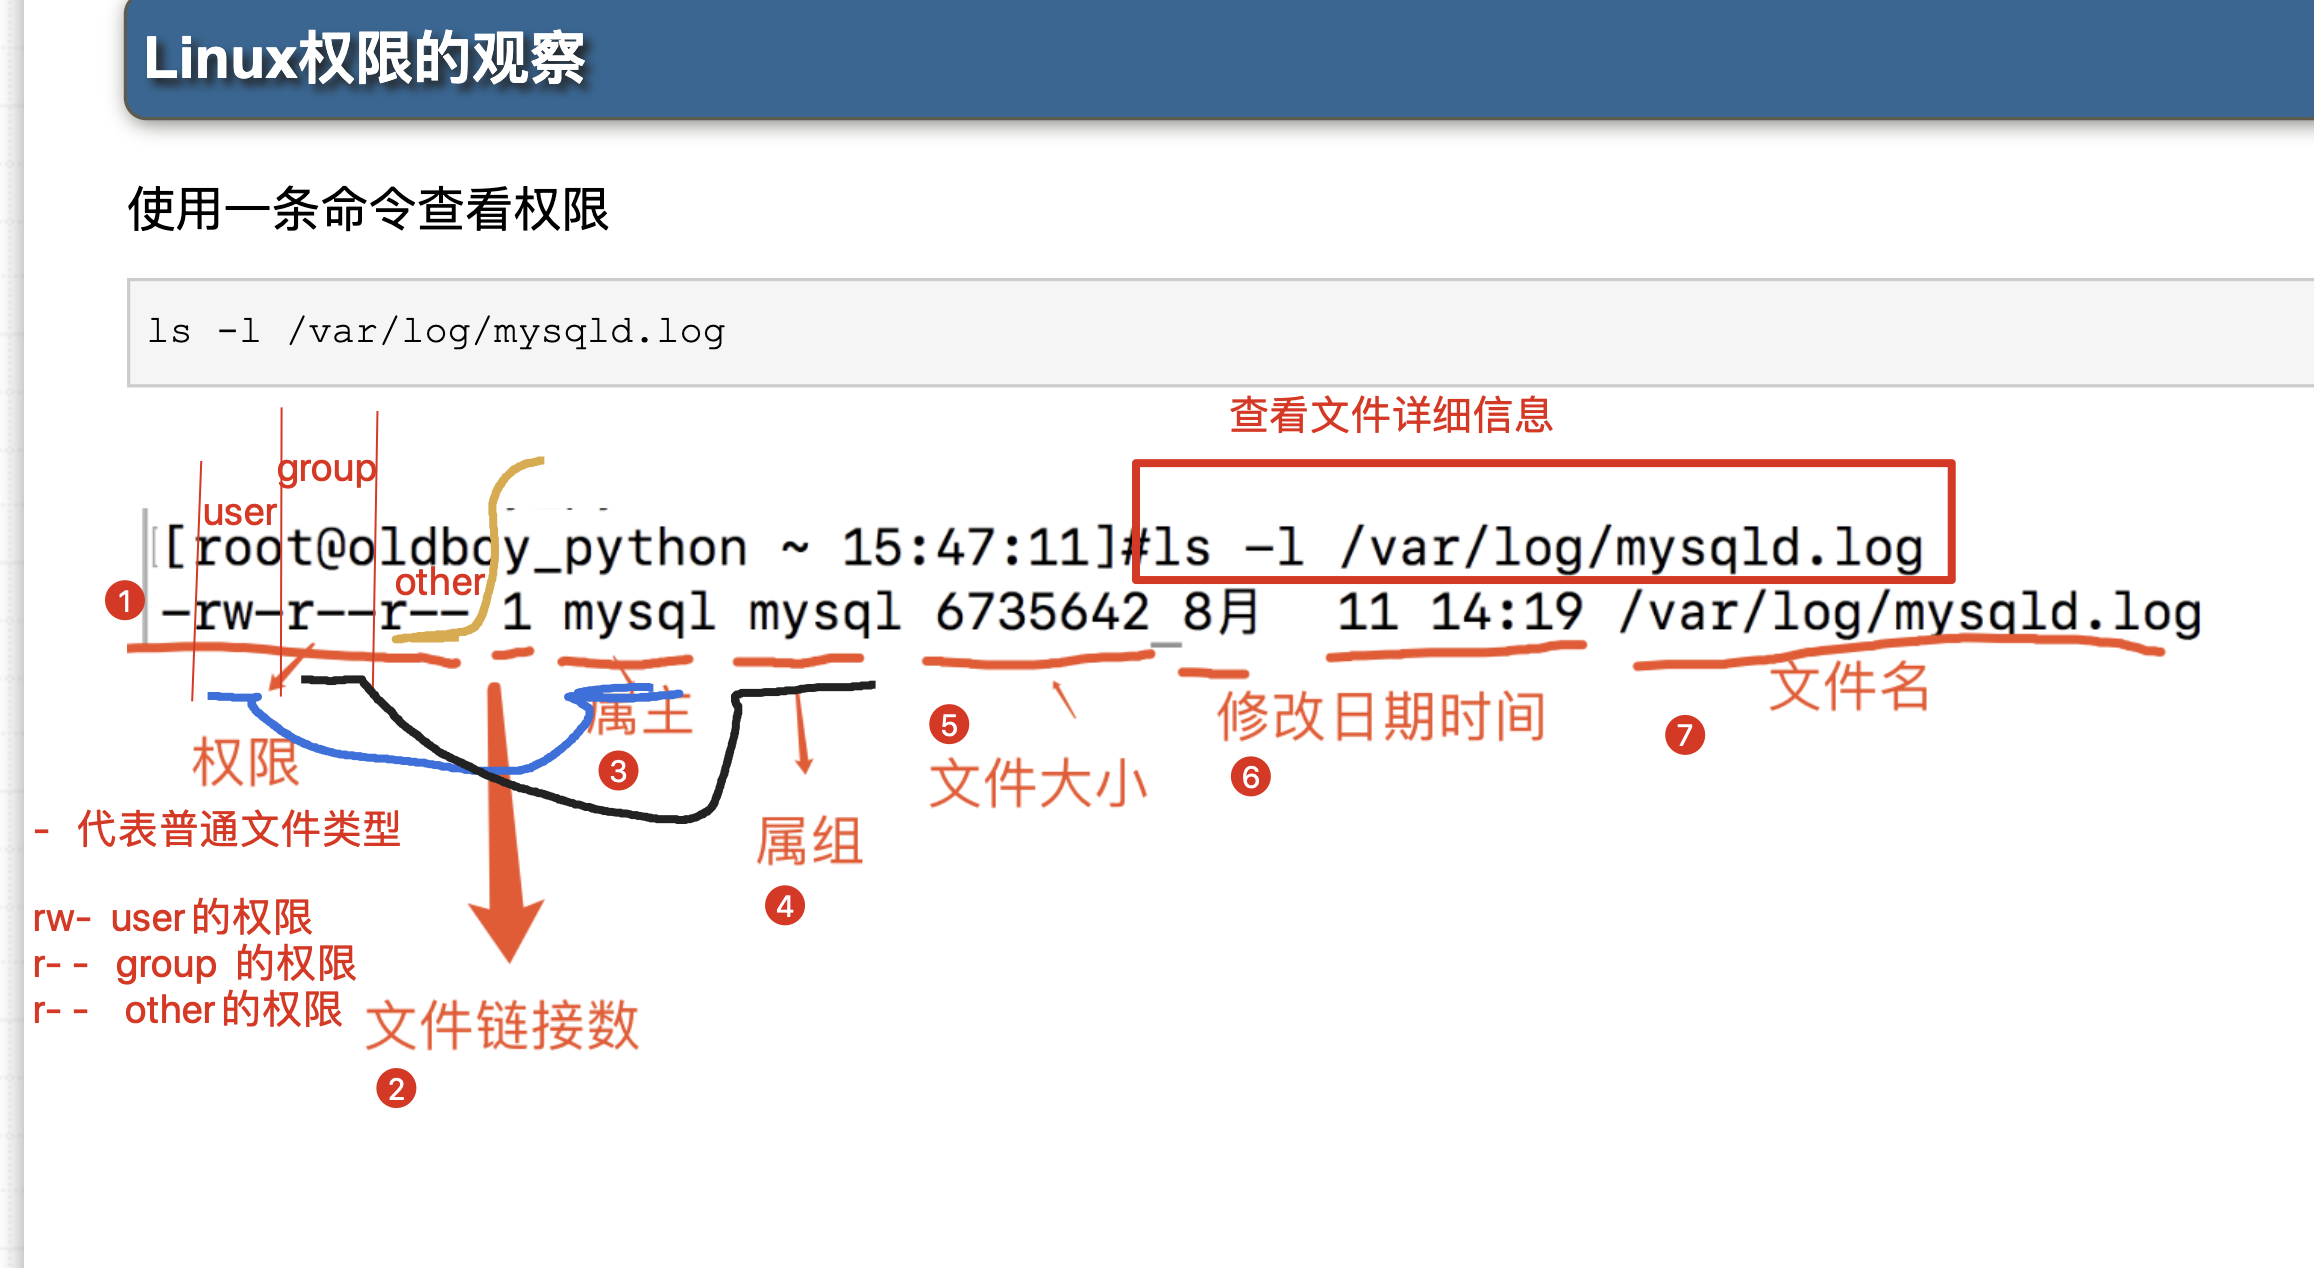 Linux权限的观察
使用一条命令查看权限
ls -l /var/log/mysqld.log
查看文件详细信息
group
user
[root@oldboy_python ~ 15:47:11]#ls -l /var/log/mysqld.log
other
1 -rw-r--r-- 1 mysql mysql 6735642 8月 11 14:19 /var/log/mysqld.log
文件名
属主
修改日期时间
5
7
权限
3
文件大小
6
- 代表普通文件类型
属组
4
rw- user的权限
r-- group 的权限
r-- other的权限
文件链接数
2